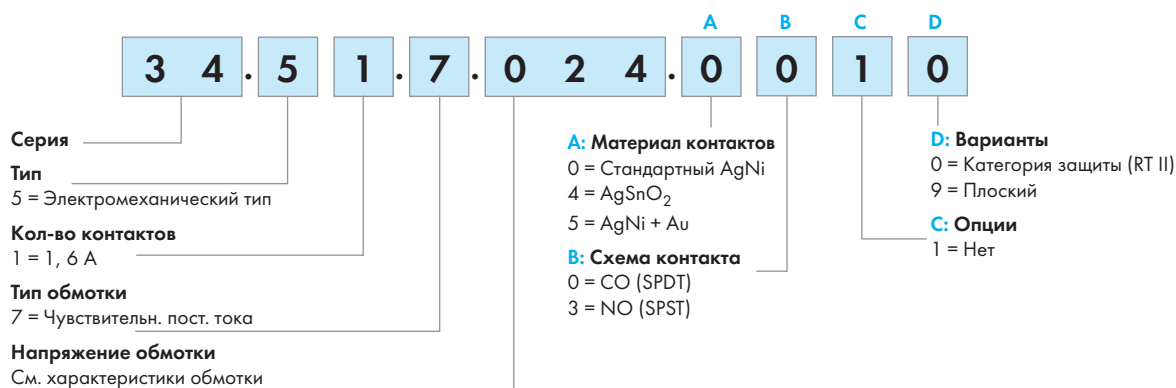 A B C D
3 4 . 5 1 . 7 . 0 2 4 . 0 0 1 0
Серия
Тип
5 = Электромеханический тип
Кол-во контактов
1 = 1, 6 А
Тип обмотки
7 = Чувствительн. пост. тока
Напряжение обмотки
См. характеристики обмотки
A: Материал контактов
0 = Стандартный AgNi
4 = AgSnO2
5 = AgNi + Au
B: Схема контакта
0 = CO (SPDT)
3 = NO (SPST)
D: Варианты
0 = Категория защиты (RT II)
9 = Плоский
C: Опции
1 = Нет